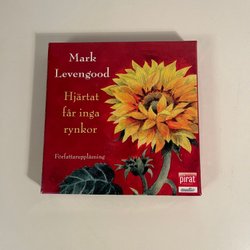 Mark
Levengood
Hjärtat
får inga
rynkor
Författaruppläsning
pirat